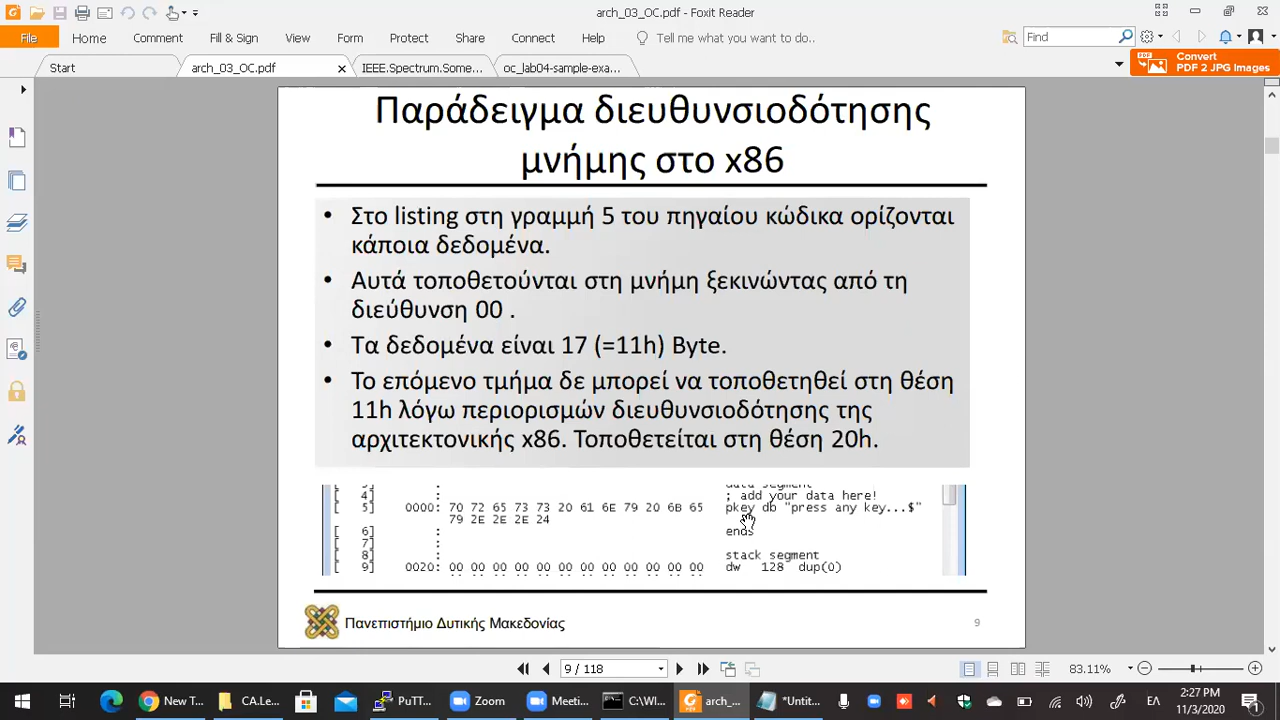 arch_03_OC.pdf - Foxit Reader
File Home Comment Fill & Sign View Form Protect Share Connect Help Tell me what you want to do.. Find
Start arch_03_OC.pdf IEEE.Spectrum.Some... oc_lab04-sample-exa... Convert
PDF 2 JPG Images
Παράδειγμα διευθυνσιοδότησης
μνήμης στο x86
• Στο listing στη γραμμή 5 του πηγαίου κώδικα ορίζονται
κάποια δεδομένα.
• Αυτά τοποθετούνται στη μνήμη ξεκινώντας από τη
διεύθυνση 00 .
• Τα δεδομένα είναι 17 (=11h) Byte.
• Το επόμενο τμήμα δε μπορεί να τοποθετηθεί στη θέση
11h λόγω περιορισμών διευθυνσιοδότησης της
αρχιτεκτονικής x86. Τοποθετείται στη θέση 20h.
data segment
[ 4] : ; add your data here!
[ 5] 0000: 70 72 65 73 73 20 61 6E 79 20 6B 65 pkey db "press any key...$"
79 2E 2E 2E 24
[ 6] : ends
[ 7] :
[ 8] : stack segment
[ 9] 0020: 00 00 00 00 00 00 00 00 00 00 00 00 dw 128 dup(0)
Πανεπιστήμιο Δυτικής Μακεδονίας 9
9 / 118 83.11%
New T... CA.Le... PuTT... Zoom Meeti... C:\WI... arch_... *Untit... ΕΛ 2:27 PM
11/3/2020 1